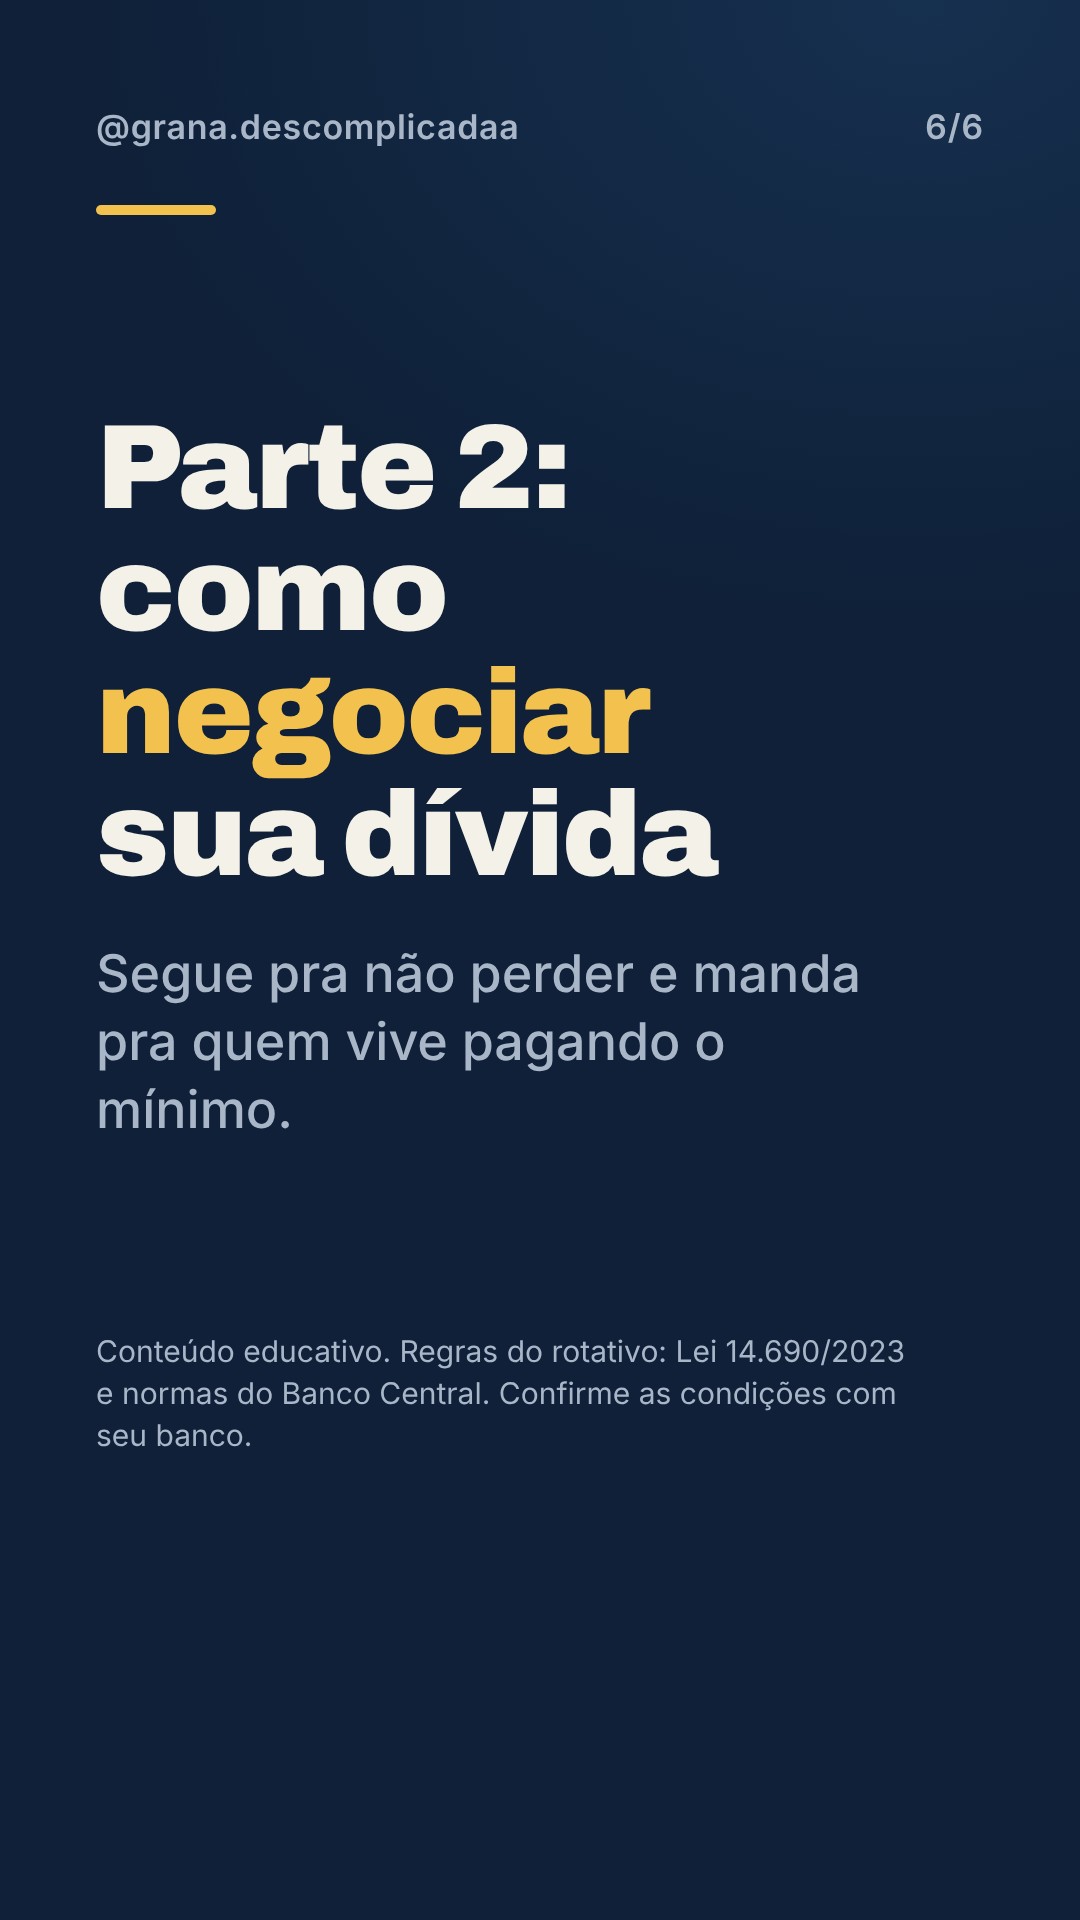 @grana.descomplicadaa
6/6
Parte 2:
como
negociar
sua dívida
Segue pra não perder e manda
pra quem vive pagando o
mínimo.
Conteúdo educativo. Regras do rotativo: Lei 14.690/2023
e normas do Banco Central. Confirme as condições com
seu banco.